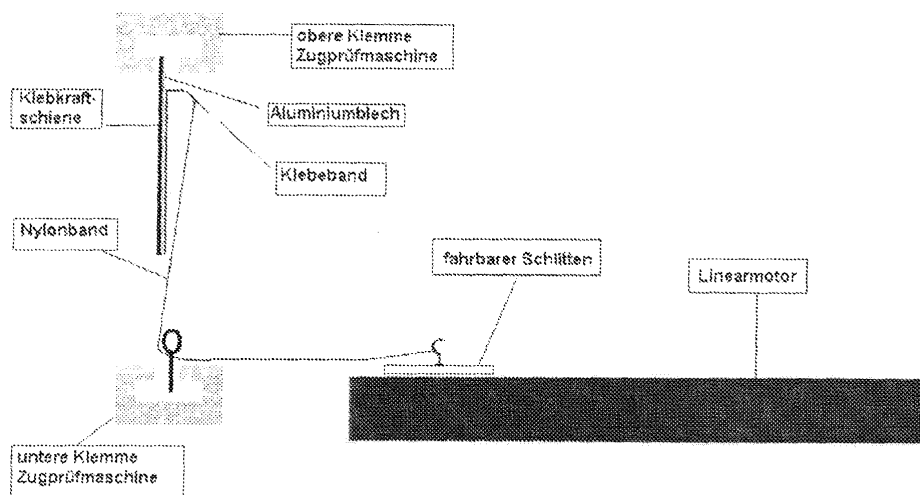 obere Klemme
Zugprüfmaschine
Klebkraft-
schiene
Aluminiumblech
Klebeband
Nylonband
fahrbarer Schlitten
Linearmotor
untere Klemme
Zugprüfmaschine